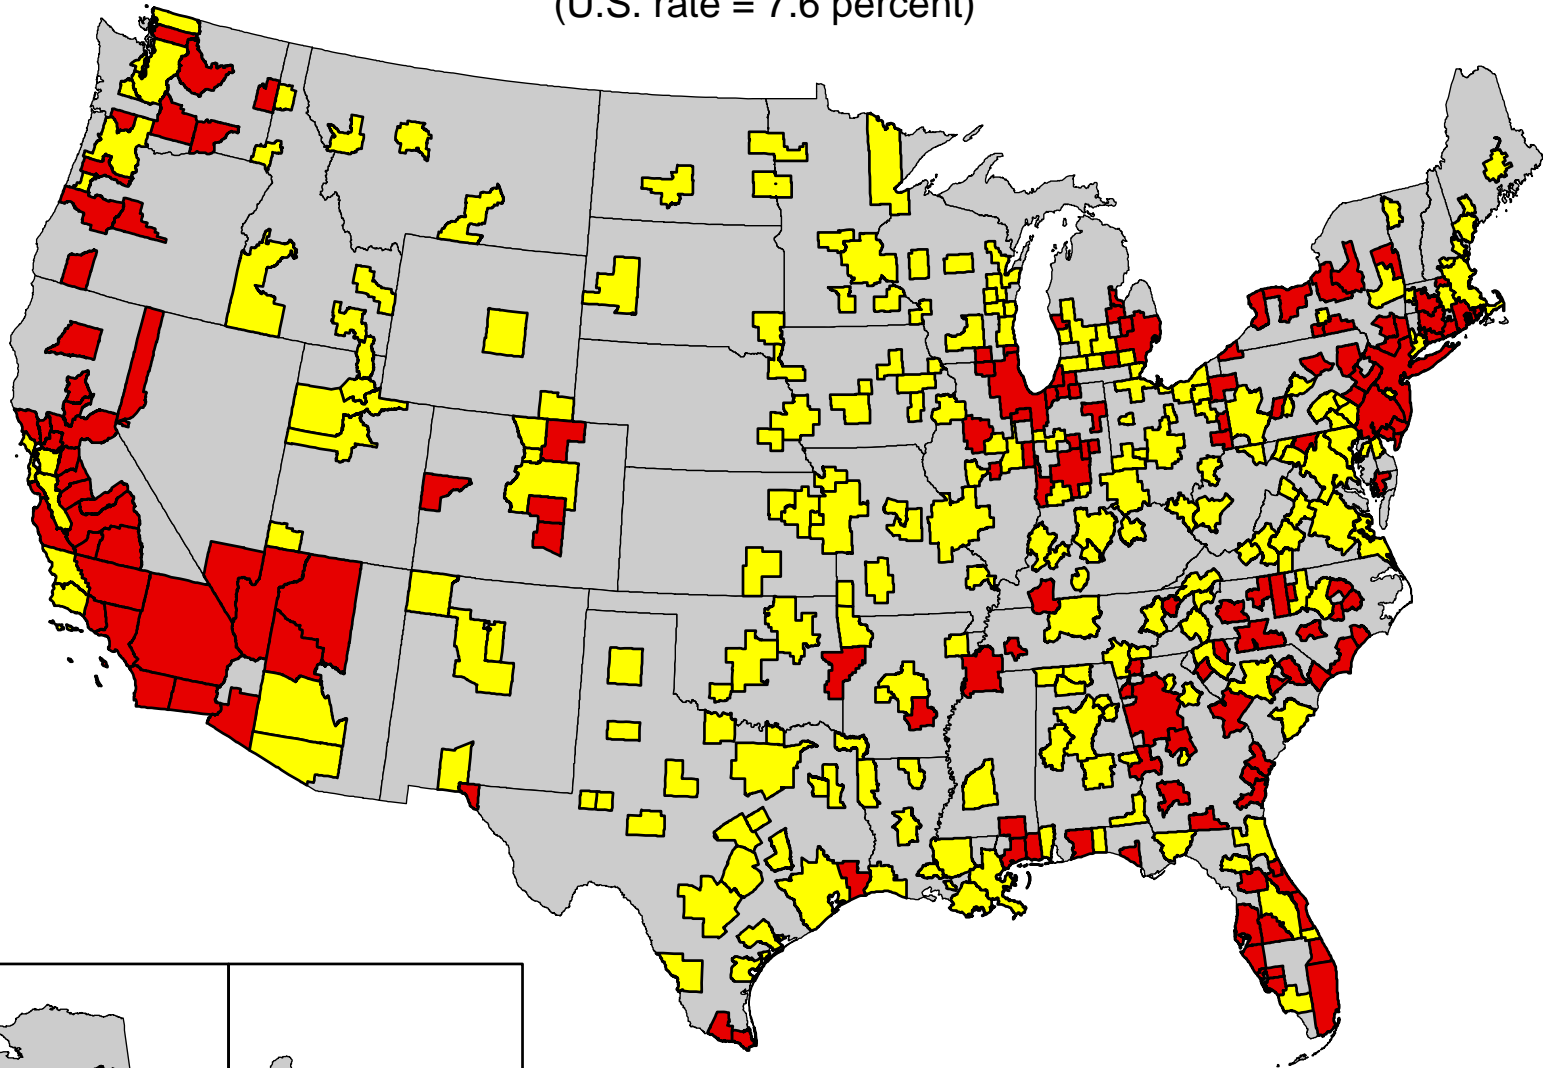 (U.S. rate = 7.6 percent)